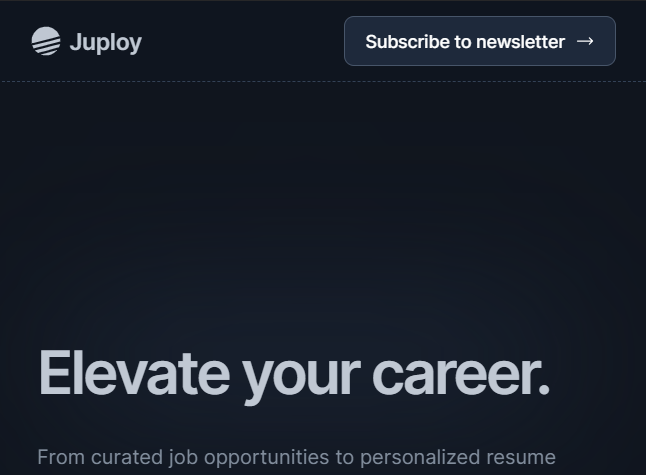 Juploy
Subscribe to newsletter →
Elevate your career.
From curated job opportunities to personalized resume